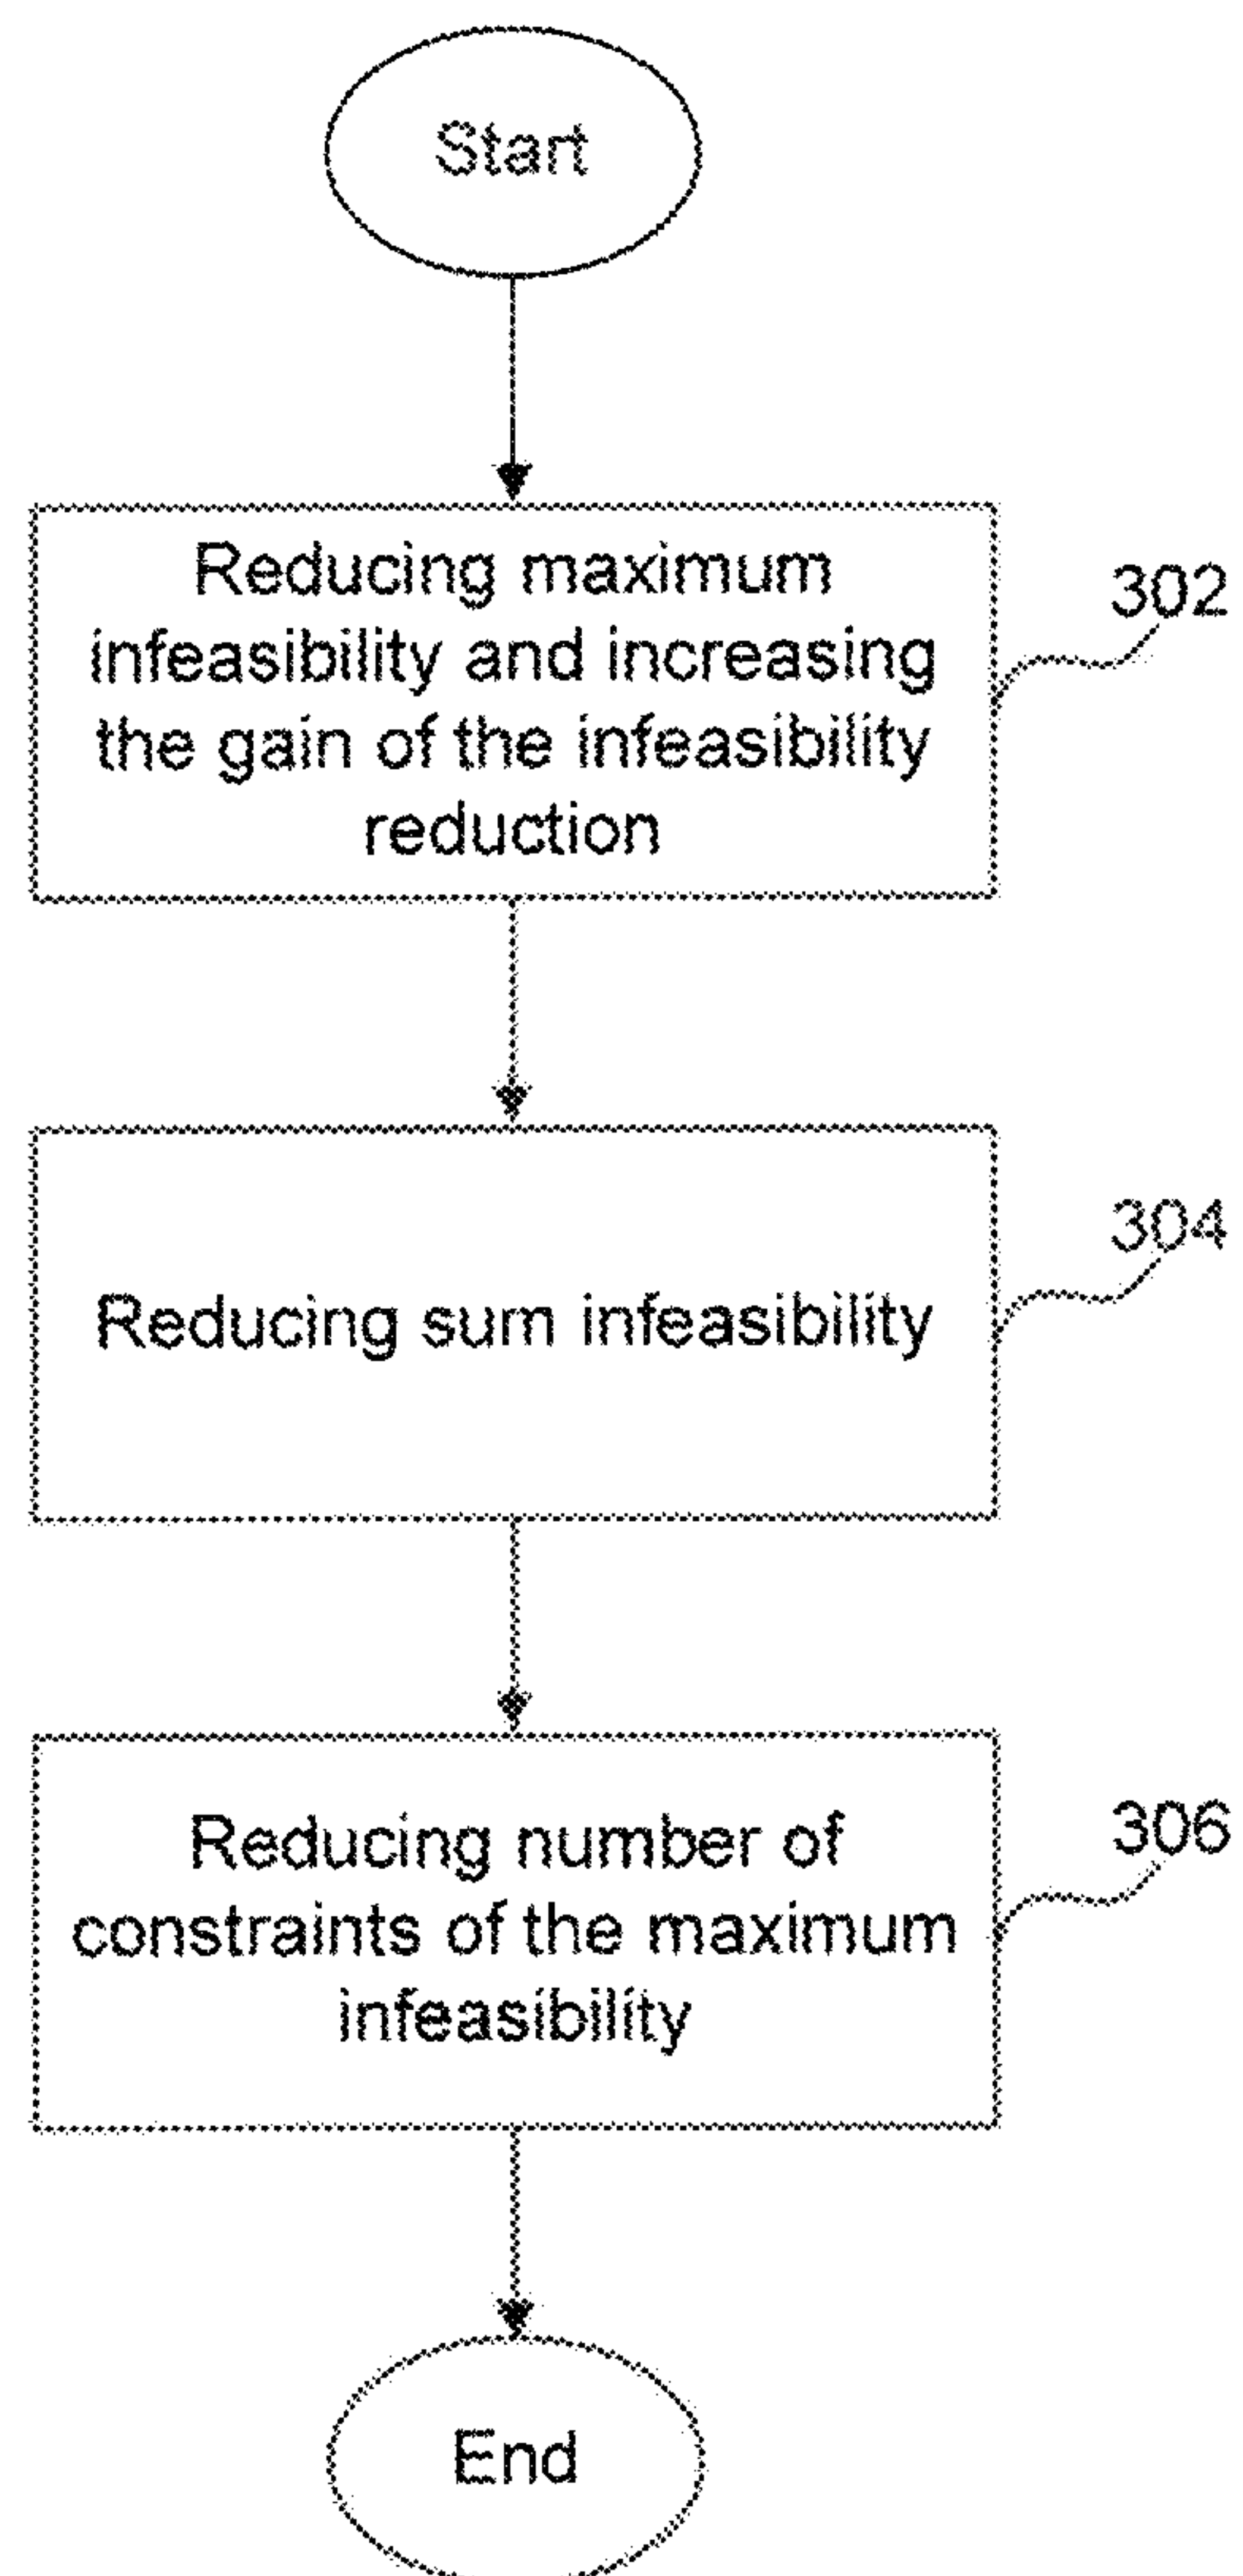 Start
Reducing maximum
infeasibility and increasing
the gain of the infeasibility
reduction
302
Reducing sum infeasibility
304
Reducing number of
constraints of the maximum
infeasibility
306
End